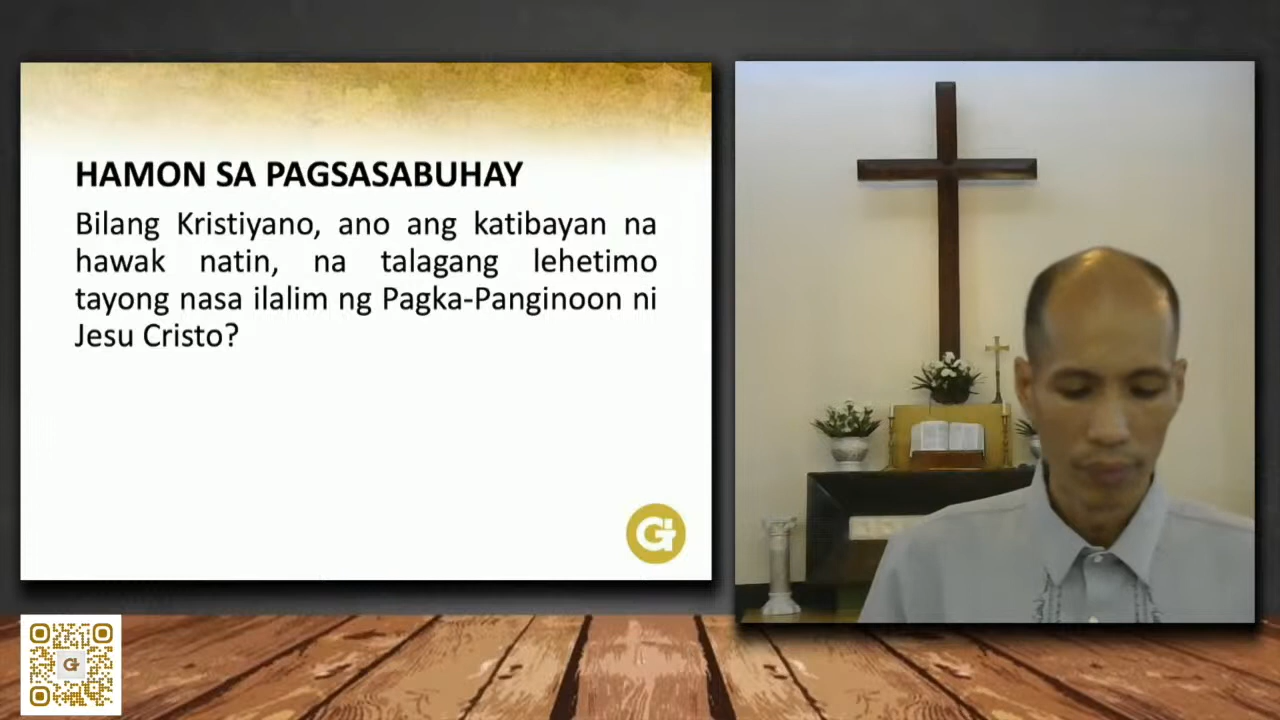 HAMON SA PAGSASABUHAY
Bilang Kristiyano, ano ang katibayan na
hawak natin, na talagang lehetimo
tayong nasa ilalim ng Pagka-Panginoon ni
Jesu Cristo?